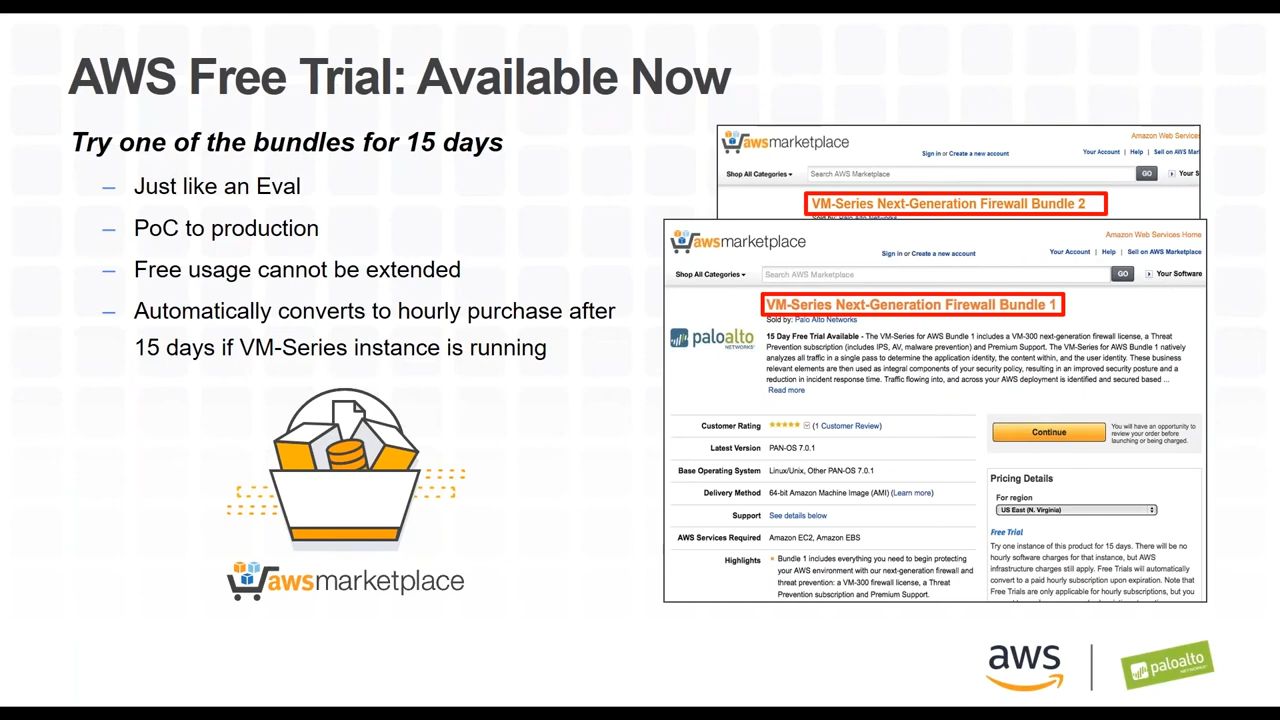 AWS Free Trial: Available Now
Try one of the bundles for 15 days
– Just like an Eval
– PoC to production
– Free usage cannot be extended
– Automatically converts to hourly purchase after
15 days if VM-Series instance is running
awsmarketplace
awsmarketplace
Amazon Web Services
Sign in or Create a new account
Your Account | Help | Sell on AWS Mar
Shop All Categories
Search AWS Marketplace
GO
Your S
VM-Series Next-Generation Firewall Bundle 2
awsmarketplace
Amazon Web Services Home
Sign in or Create a new account
Your Account | Help | Sell on AWS Marketplace
Shop All Categories
Search AWS Marketplace
GO
Your Software
VM-Series Next-Generation Firewall Bundle 1
Sold by: Palo Alto Networks
paloalto
NETWORKS
15 Day Free Trial Available - The VM-Series for AWS Bundle 1 includes a VM-300 next-generation firewall license, a Threat
Prevention subscription (includes IPS, AV, malware prevention) and Premium Support. The VM-Series for AWS Bundle 1 natively
analyzes all traffic in a single pass to determine the application identity, the content within, and the user identity. These business
relevant elements are then used as integral components of your security policy, resulting in an improved security posture and a
reduction in incident response time. Traffic flowing into, and across your AWS deployment is identified and secured based ...
Read more
Customer Rating ★★★★★ (1 Customer Review)
Latest Version PAN-OS 7.0.1
Base Operating System Linux/Unix, Other PAN-OS 7.0.1
Delivery Method 64-bit Amazon Machine Image (AMI) (Learn more)
Support See details below
AWS Services Required Amazon EC2, Amazon EBS
Highlights • Bundle 1 includes everything you need to begin protecting
your AWS environment with our next-generation firewall and
threat prevention: a VM-300 firewall license, a Threat
Prevention subscription and Premium Support.
Continue
You will have an opportunity to
review your order before
launching or being charged.
Pricing Details
For region
US East (N. Virginia)
Free Trial
Try one instance of this product for 15 days. There will be no
hourly software charges for that instance, but AWS
infrastructure charges still apply. Free Trials will automatically
convert to a paid hourly subscription upon expiration. Note that
Free Trials are only applicable for hourly subscriptions, but you
aws
paloalto
NETWORKS